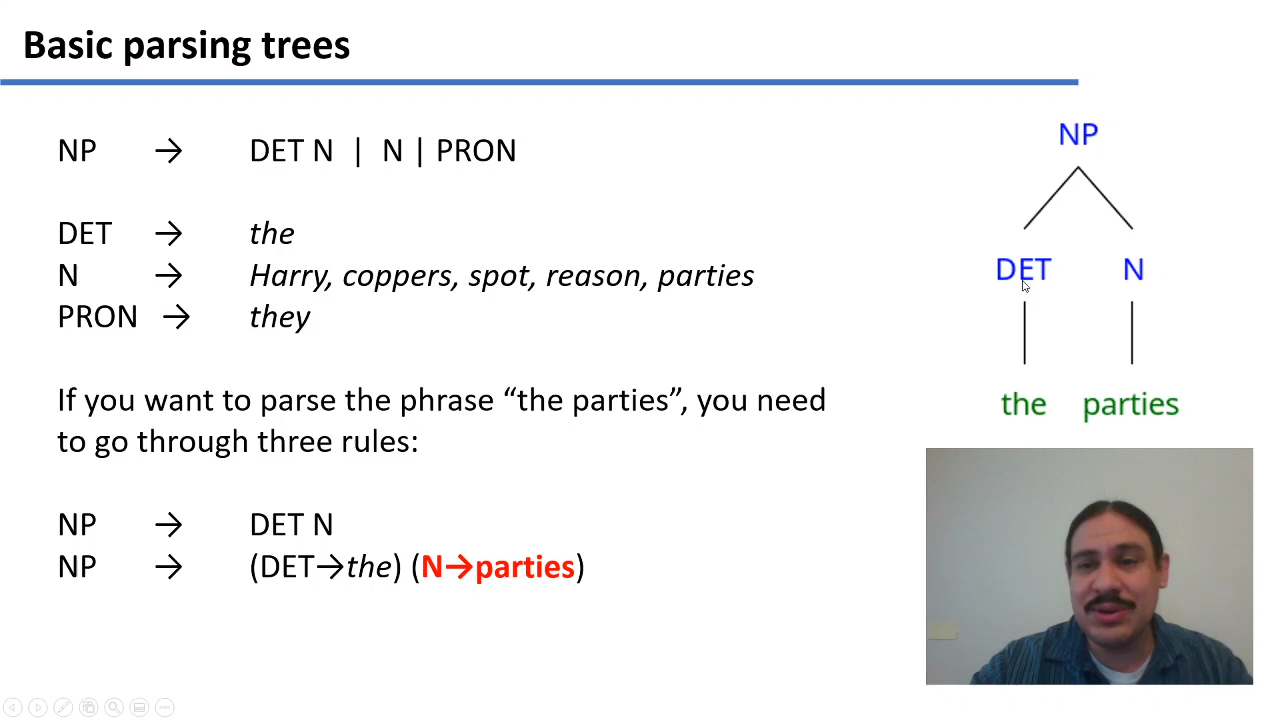 Basic parsing trees
NP → DET N | N | PRON
DET → the
N → Harry, coppers, spot, reason, parties
PRON → they
If you want to parse the phrase “the parties”, you need
to go through three rules:
NP → DET N
NP → (DET→the) (N→parties)
NP
DET N
the parties